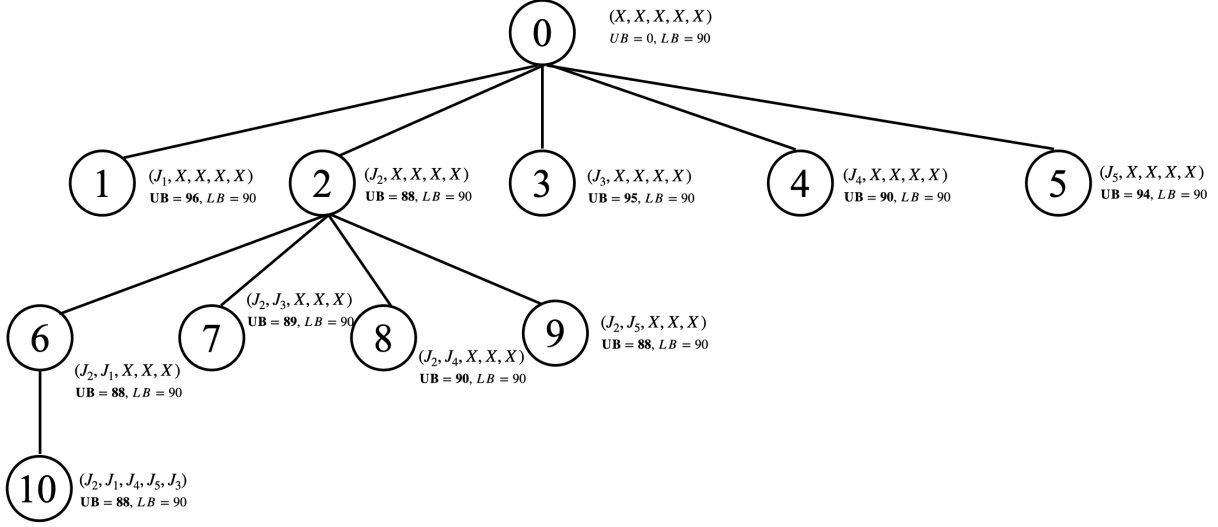 0
(X, X, X, X, X)
UB = 0, LB = 90
1
(J₁, X, X, X, X)
UB = 96, LB = 90
2
(J₂, X, X, X, X)
UB = 88, LB = 90
3
(J₃, X, X, X, X)
UB = 95, LB = 90
4
(J₄, X, X, X, X)
UB = 90, LB = 90
5
(J₅, X, X, X, X)
UB = 94, LB = 90
6
(J₂, J₁, X, X, X)
UB = 88, LB = 90
7
(J₂, J₃, X, X, X)
UB = 89, LB = 90
8
(J₂, J₄, X, X, X)
UB = 90, LB = 90
9
(J₂, J₅, X, X, X)
UB = 88, LB = 90
10
(J₂, J₁, J₄, J₅, J₃)
UB = 88, LB = 90